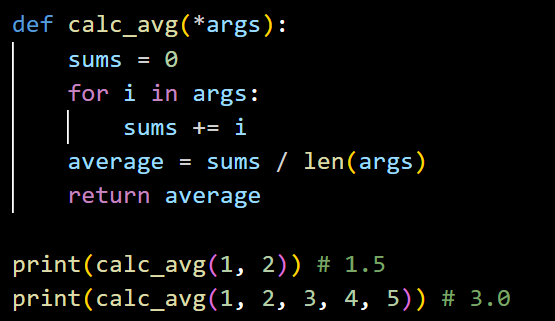 def calc_avg(*args):
    sums = 0
    for i in args:
        sums += i
    average = sums / len(args)
    return average

print(calc_avg(1, 2)) # 1.5
print(calc_avg(1, 2, 3, 4, 5)) # 3.0